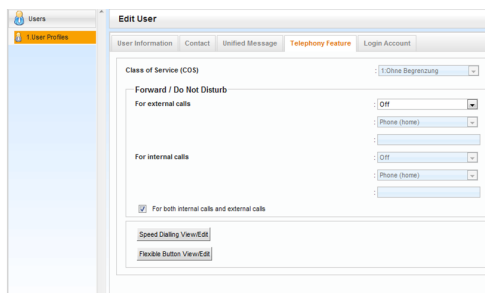 Users
1.User Profiles
Edit User
User Information Contact Unified Message Telephony Feature Login Account
Class of Service (COS) : 1:Ohne Begrenzung
Forward / Do Not Disturb
For external calls : Off
: Phone (home)
:
For internal calls : Off
: Phone (home)
:
For both internal calls and external calls
Speed Dialling View/Edit
Flexible Button View/Edit